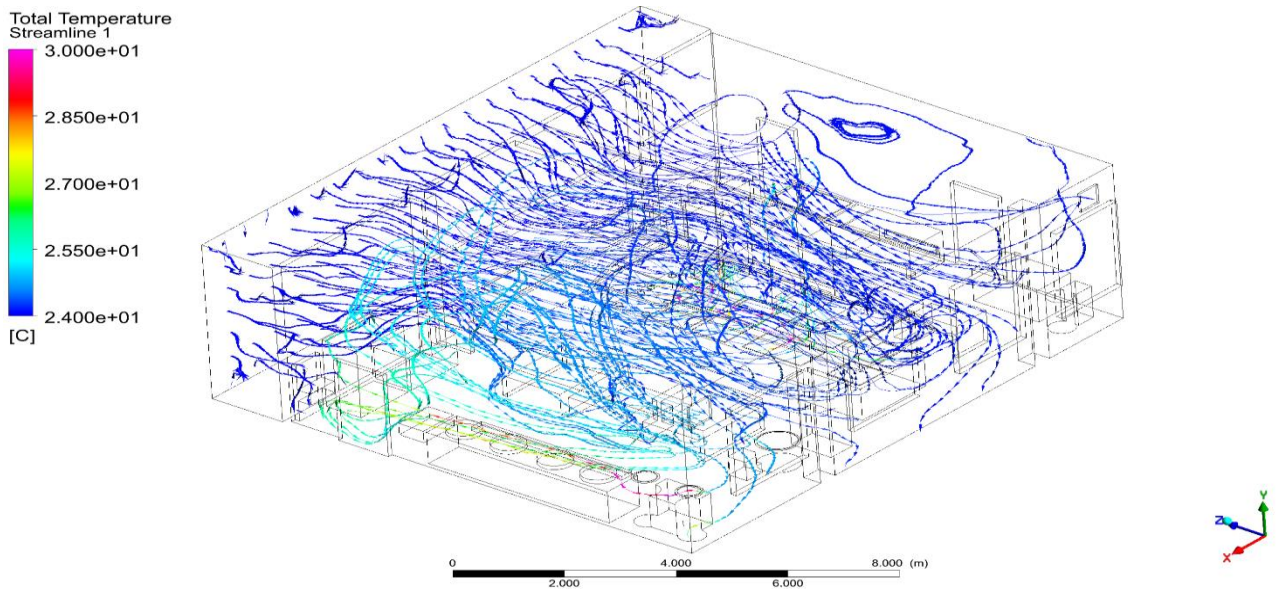 Total Temperature
Streamline 1
3.000e+01
2.850e+01
2.700e+01
2.550e+01
2.400e+01
[C]
Y
Z
X
0 4.000 8.000 (m)
2.000 6.000